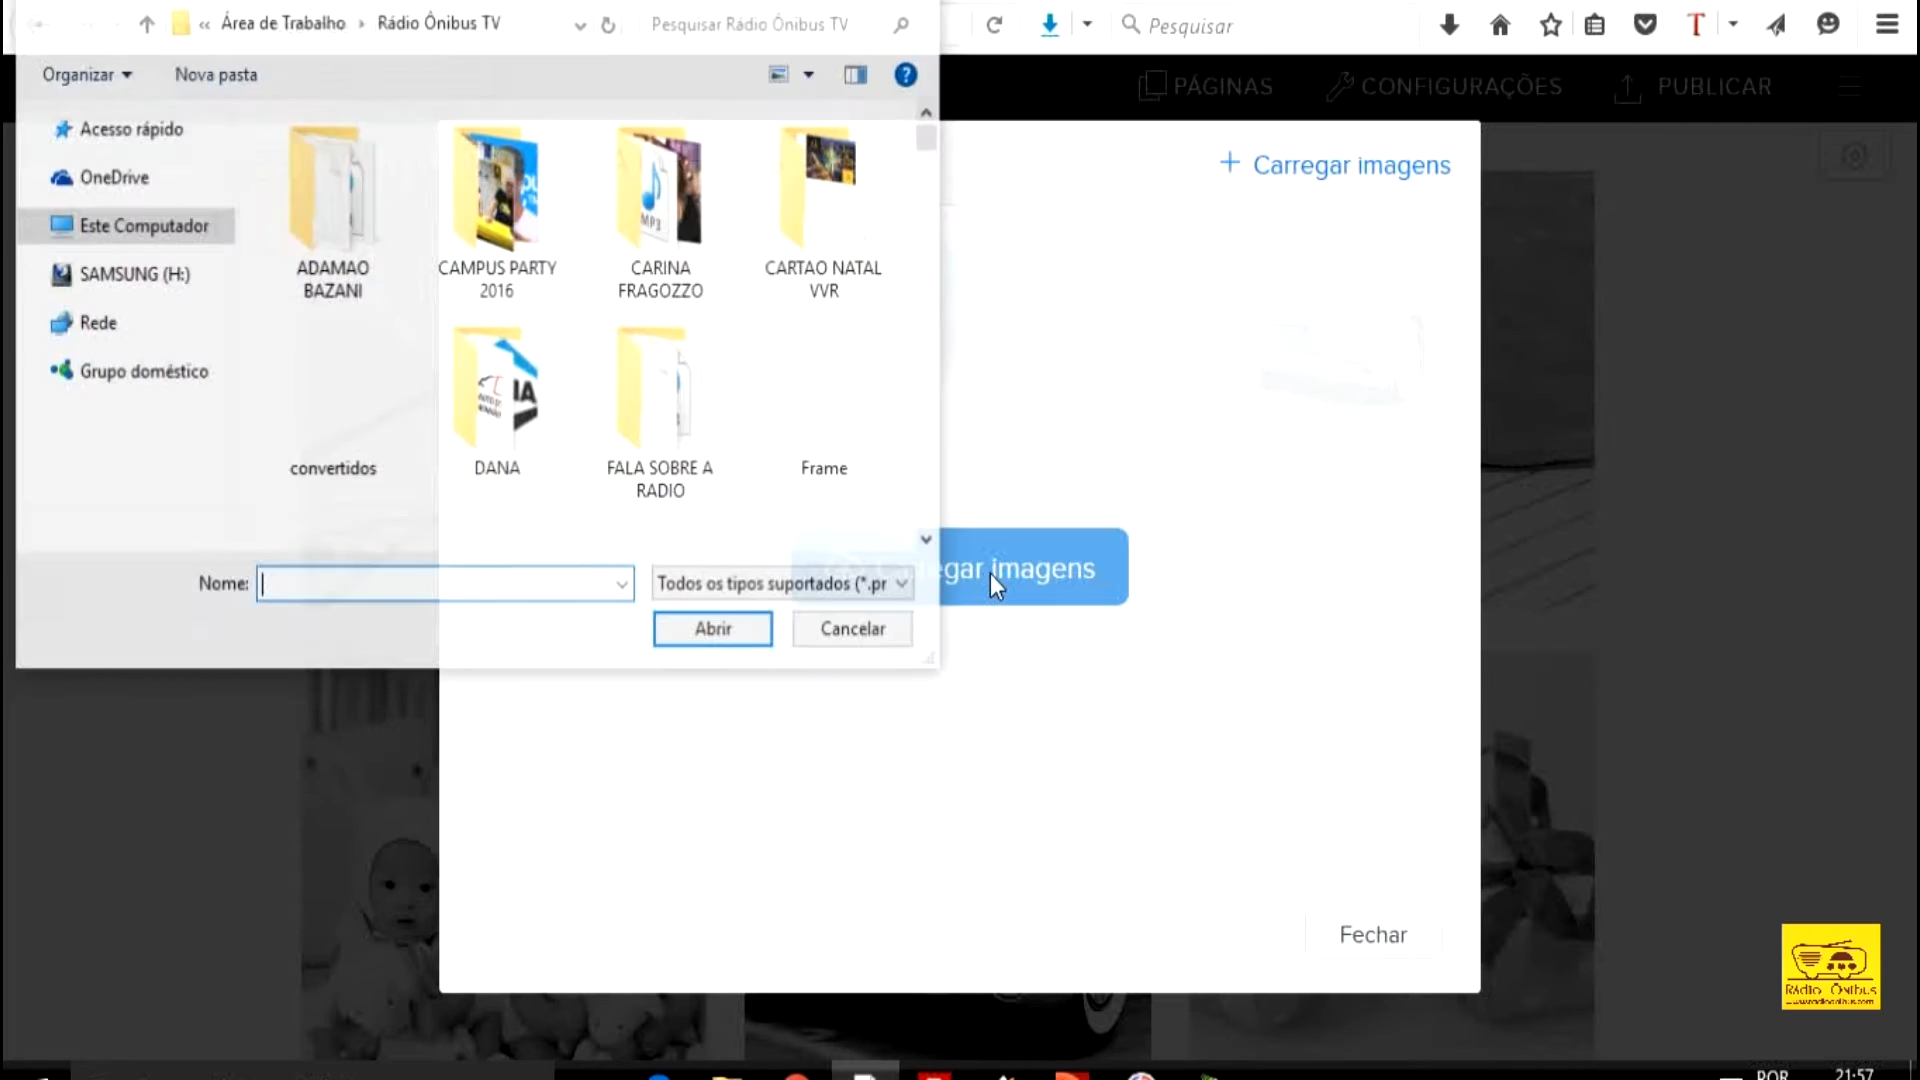 « Área de Trabalho › Rádio Ônibus TV
Pesquisar Rádio Ônibus TV
Pesquisar
Organizar
Nova pasta
PÁGINAS
CONFIGURAÇÕES
PUBLICAR
Acesso rápido
OneDrive
Este Computador
SAMSUNG (H:)
Rede
Grupo doméstico
+ Carregar imagens
MP3
ADAMAO
BAZANI
CAMPUS PARTY
2016
CARINA
FRAGOZZO
CARTAO NATAL
VVR
convertidos
DANA
FALA SOBRE A
RADIO
Frame
Nome:
Todos os tipos suportados (*.pr
egar imagens
Abrir
Cancelar
Fechar
Rádio Ônibus
POR
21:57